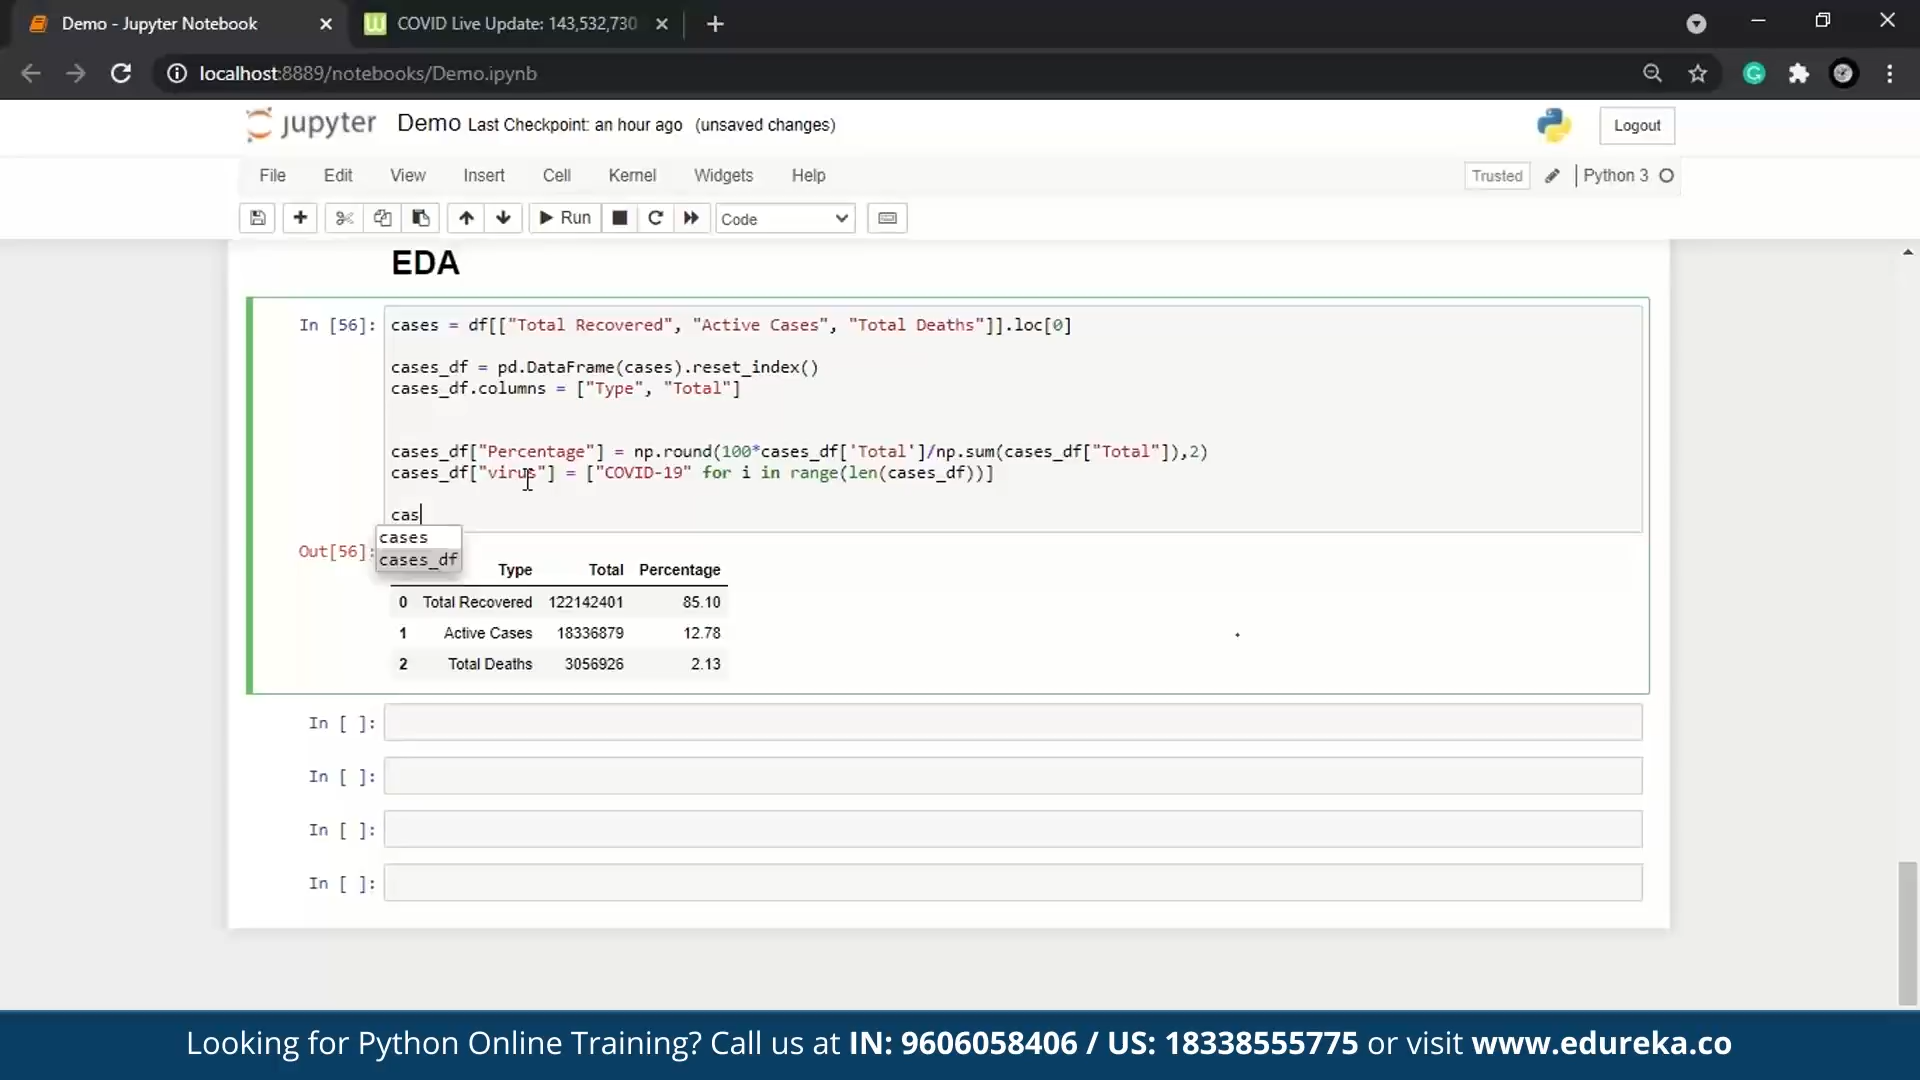 Demo - Jupyter Notebook
COVID Live Update: 143,532,730
localhost:8889/notebooks/Demo.ipynb
jupyter Demo Last Checkpoint: an hour ago (unsaved changes)
Logout
File Edit View Insert Cell Kernel Widgets Help
Trusted Python 3
Run Code
EDA
In [56]: cases = df[["Total Recovered", "Active Cases", "Total Deaths"]].loc[0]
cases_df = pd.DataFrame(cases).reset_index()
cases_df.columns = ["Type", "Total"]
cases_df["Percentage"] = np.round(100*cases_df['Total']/np.sum(cases_df["Total"]),2)
cases_df["virus"] = ["COVID-19" for i in range(len(cases_df))]
cas
cases
cases_df
Out[56]:
Type Total Percentage
0 Total Recovered 122142401 85.10
1 Active Cases 18336879 12.78
2 Total Deaths 3056926 2.13
In [ ]:
In [ ]:
In [ ]:
In [ ]:
Looking for Python Online Training? Call us at IN: 9606058406 / US: 18338555775 or visit www.edureka.co